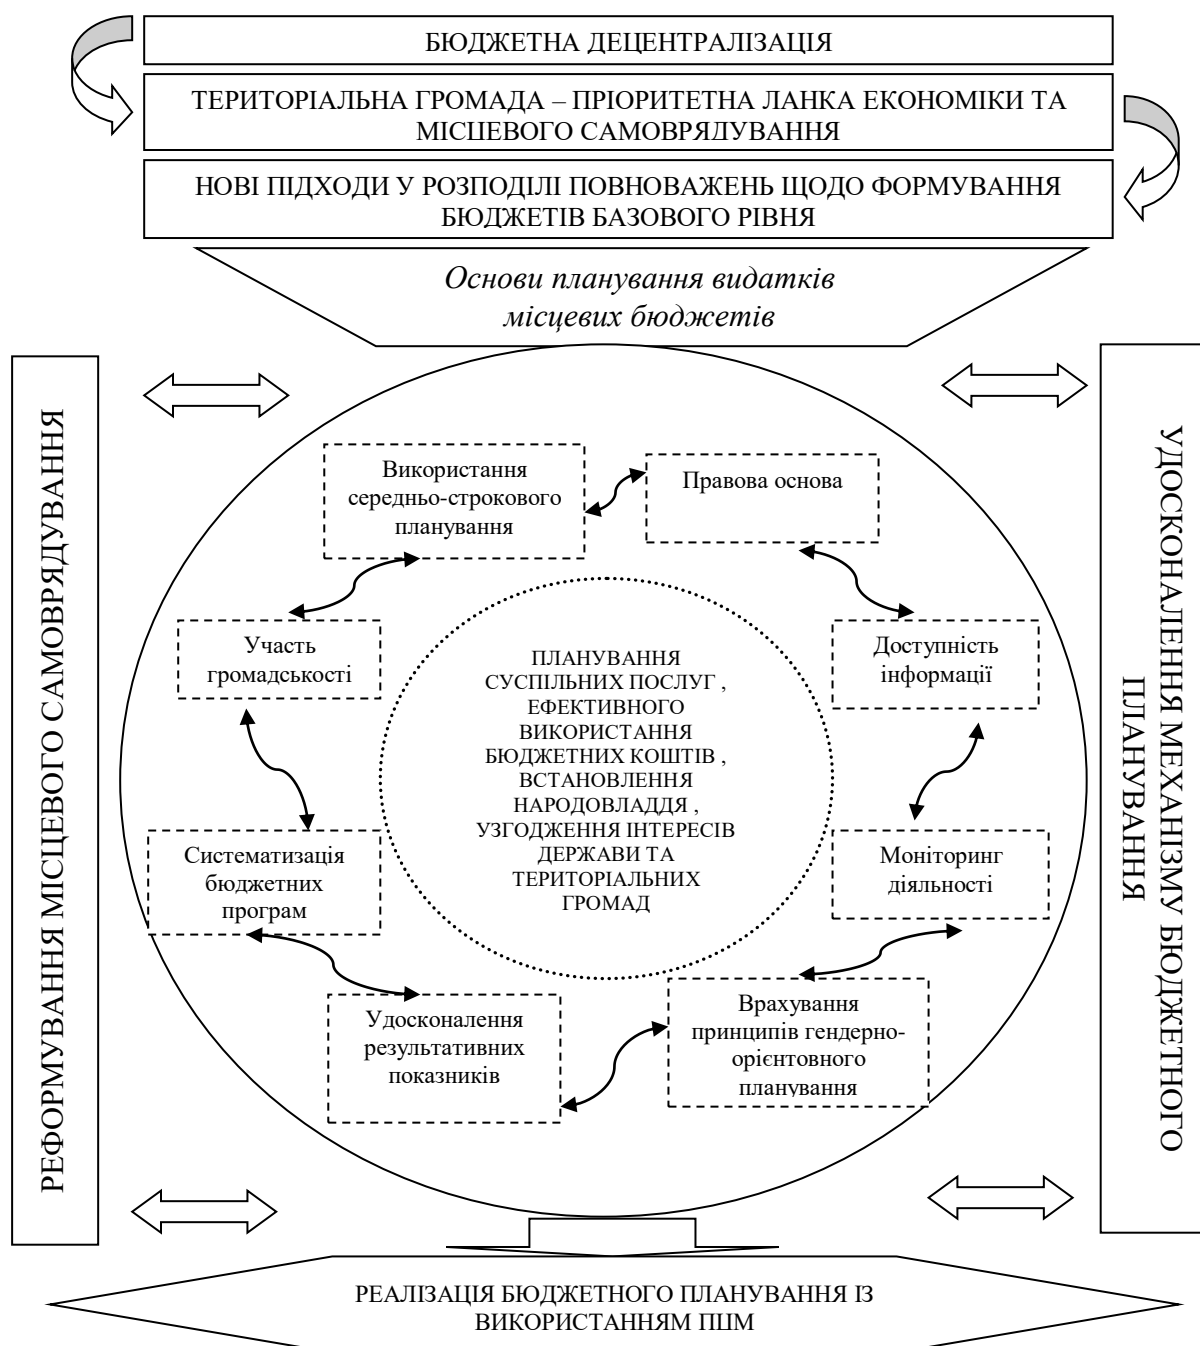 БЮДЖЕТНА ДЕЦЕНТРАЛІЗАЦІЯ
ТЕРИТОРІАЛЬНА ГРОМАДА – ПРІОРИТЕТНА ЛАНКА ЕКОНОМІКИ ТА
МІСЦЕВОГО САМОВРЯДУВАННЯ
НОВІ ПІДХОДИ У РОЗПОДІЛІ ПОВНОВАЖЕНЬ ЩОДО ФОРМУВАННЯ
БЮДЖЕТІВ БАЗОВОГО РІВНЯ
Основи планування видатків
місцевих бюджетів
РЕФОРМУВАННЯ МІСЦЕВОГО САМОВРЯДУВАННЯ
Використання
середньо-строкового
планування
Правова основа
Участь
громадськості
Доступність
інформації
ПЛАНУВАННЯ
СУСПІЛЬНИХ ПОСЛУГ ,
ЕФЕКТИВНОГО
ВИКОРИСТАННЯ
БЮДЖЕТНИХ КОШТІВ ,
ВСТАНОВЛЕННЯ
НАРОДОВЛАДДЯ ,
УЗГОДЖЕННЯ ІНТЕРЕСІВ
ДЕРЖАВИ ТА
ТЕРИТОРІАЛЬНИХ
ГРОМАД
Систематизація
бюджетних
програм
Моніторинг
діяльності
Удосконалення
результативних
показників
Врахування
принципів гендерно-
орієнтовного
планування
УДОСКОНАЛЕННЯ МЕХАНІЗМУ БЮДЖЕТНОГО
ПЛАНУВАННЯ
РЕАЛІЗАЦІЯ БЮДЖЕТНОГО ПЛАНУВАННЯ ІЗ
ВИКОРИСТАННЯМ ПЦМ